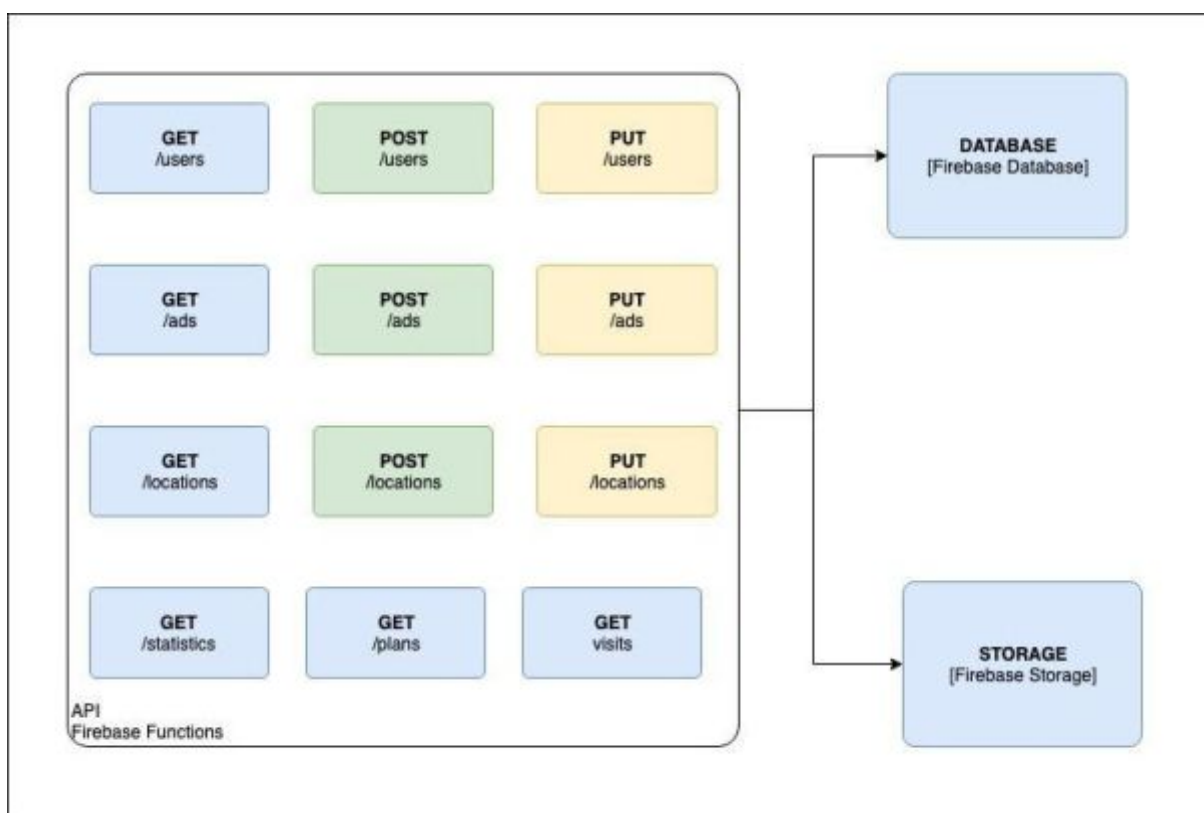 GET
/users
POST
/users
PUT
/users
DATABASE
[Firebase Database]
GET
/ads
POST
/ads
PUT
/ads
GET
/locations
POST
/locations
PUT
/locations
GET
/statistics
GET
/plans
GET
visits
STORAGE
[Firebase Storage]
API
Firebase Functions